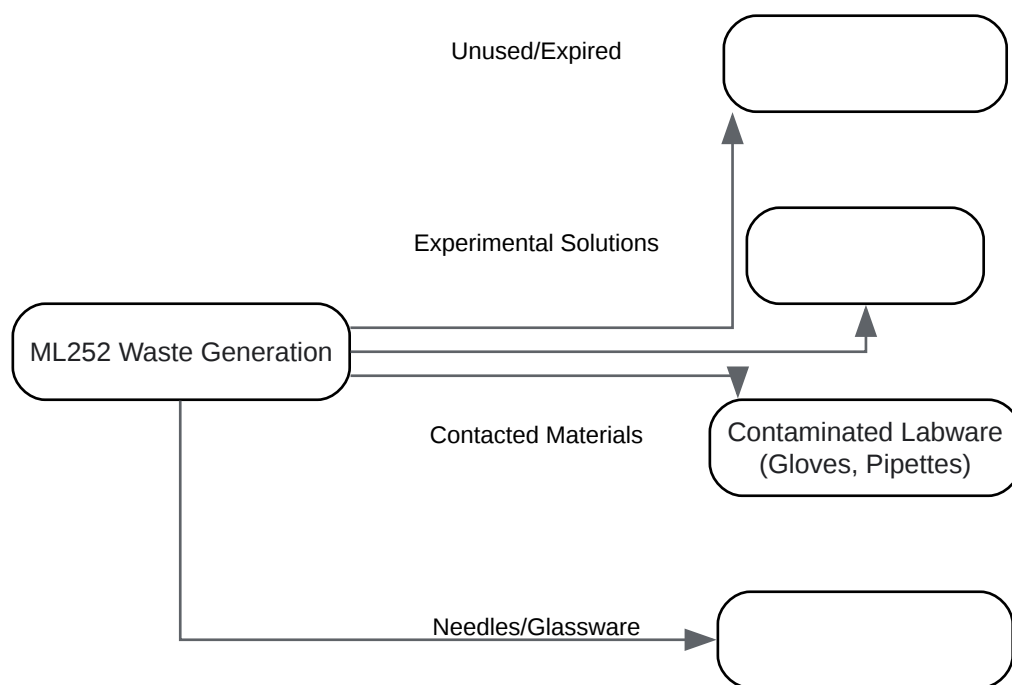 Unused/Expired
Experimental Solutions
ML252 Waste Generation
Contacted Materials
Contaminated Labware
(Gloves, Pipettes)
Needles/Glassware